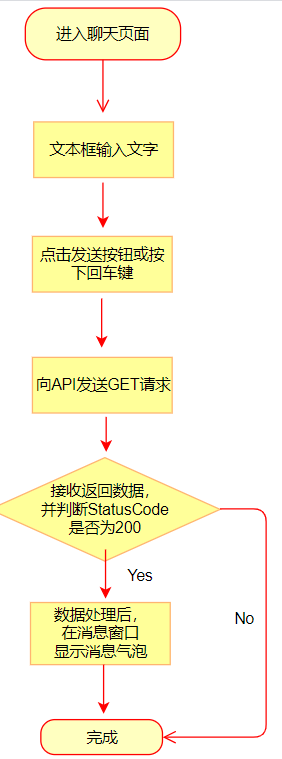 进入聊天页面
文本框输入文字
点击发送按钮或按
下回车键
向API发送GET请求
接收返回数据，
并判断StatusCode
是否为200
Yes
No
数据处理后，
在消息窗口
显示消息气泡
完成